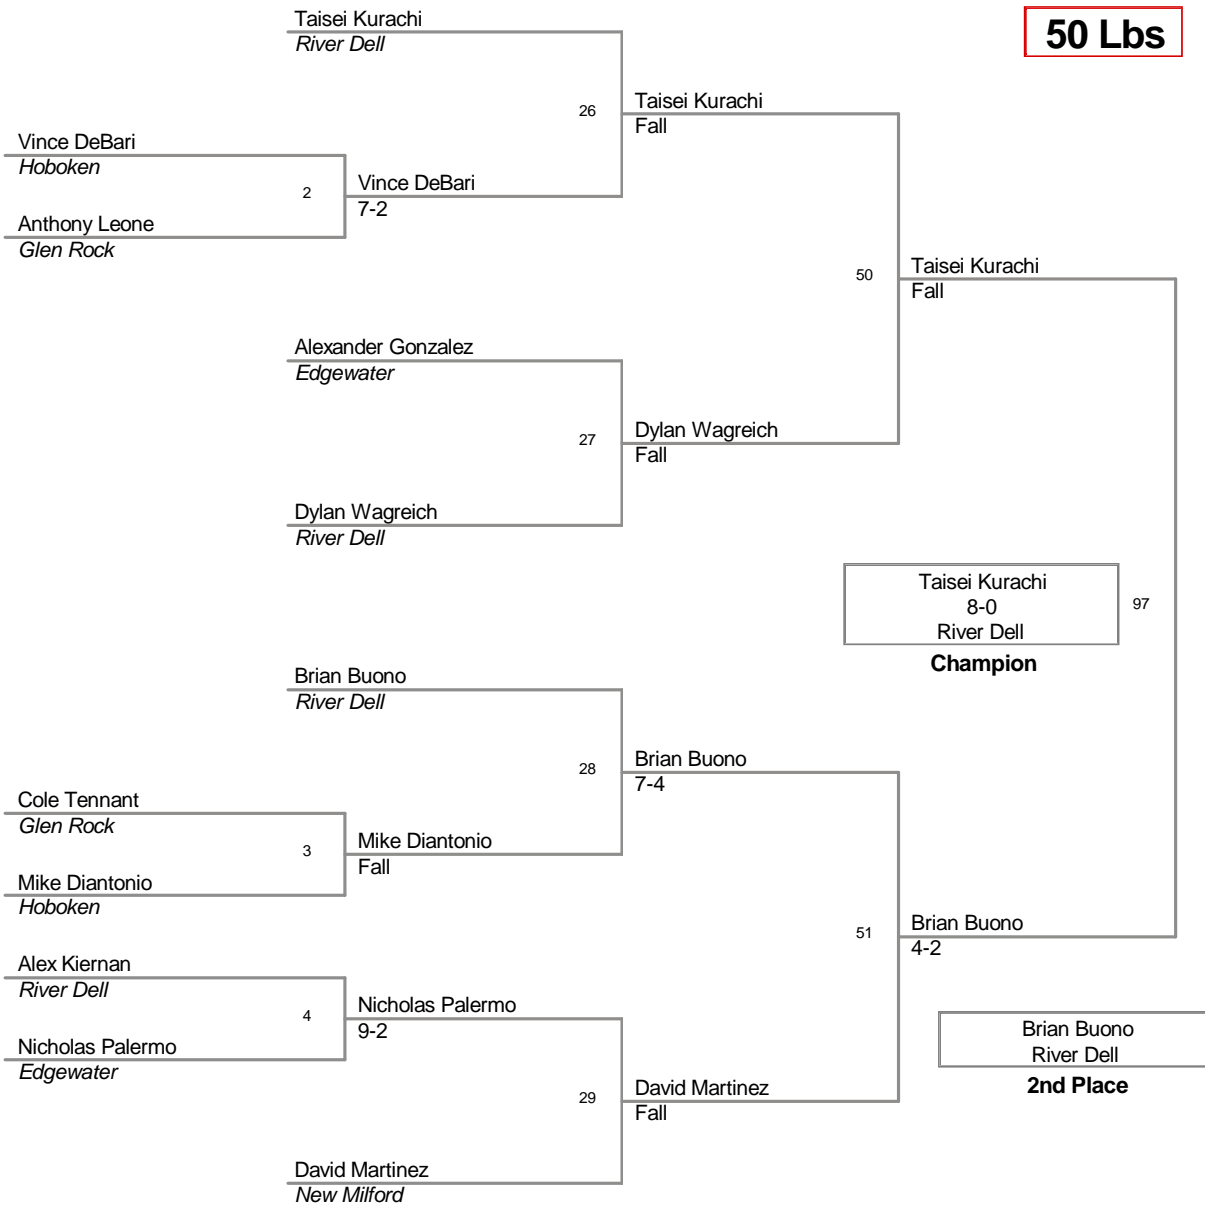 Taisei Kurachi
River Dell
50 Lbs
26
Taisei Kurachi
Fall
Vince DeBari
Hoboken
2
Vince DeBari
7-2
Anthony Leone
Glen Rock
50
Taisei Kurachi
Fall
Alexander Gonzalez
Edgewater
27
Dylan Wagreich
Fall
Dylan Wagreich
River Dell
Taisei Kurachi
8-0
River Dell
97
Champion
Brian Buono
River Dell
28
Brian Buono
7-4
Cole Tennant
Glen Rock
3
Mike Diantonio
Fall
Mike Diantonio
Hoboken
51
Brian Buono
4-2
Alex Kiernan
River Dell
4
Nicholas Palermo
9-2
Nicholas Palermo
Edgewater
Brian Buono
River Dell
2nd Place
29
David Martinez
Fall
David Martinez
New Milford